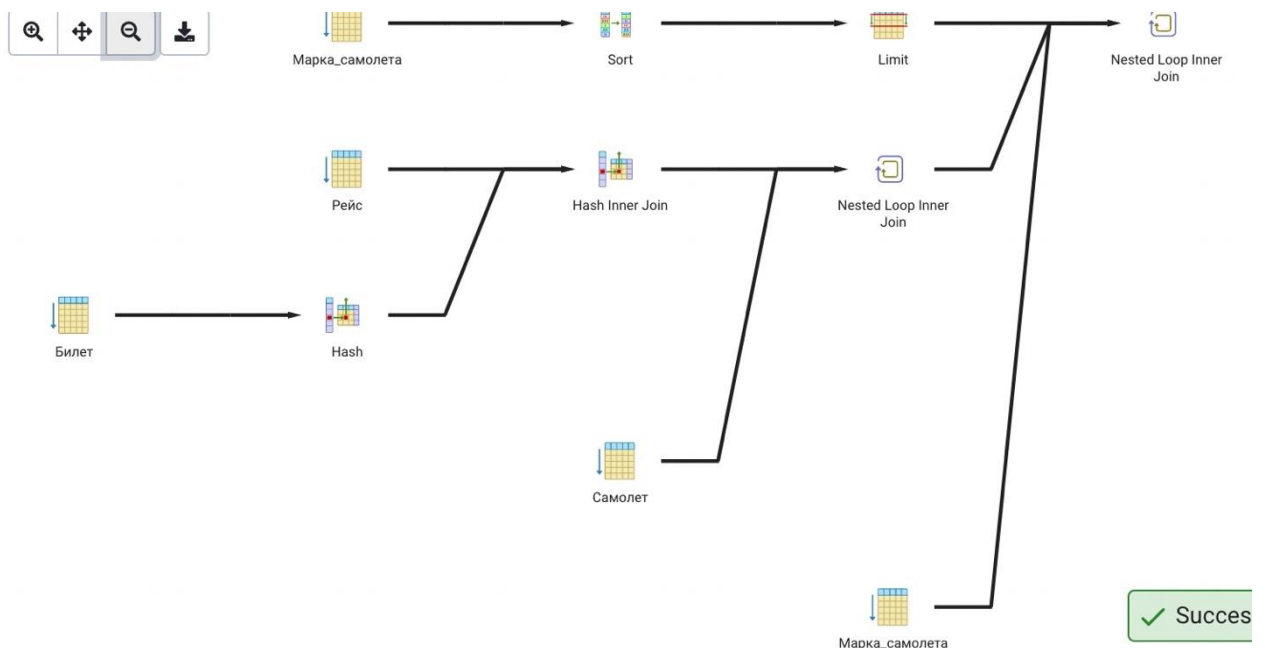 Марка_самолета
Sort
Limit
Nested Loop Inner
Join
Рейс
Hash Inner Join
Nested Loop Inner
Join
Билет
Hash
Самолет
Марка_самолета
Succes